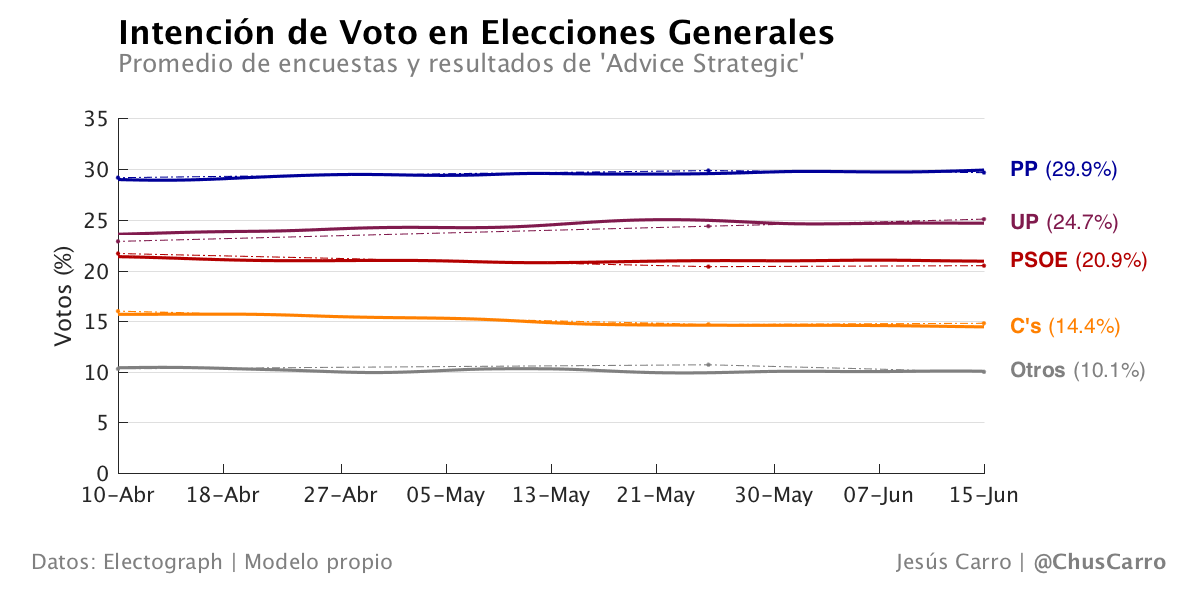 Intención de Voto en Elecciones Generales
Promedio de encuestas y resultados de 'Advice Strategic'
Votos (%)
35
30
25
20
15
10
5
0
10-Abr 18-Abr 27-Abr 05-May 13-May 21-May 30-May 07-Jun 15-Jun
PP (29.9%)
UP (24.7%)
PSOE (20.9%)
C's (14.4%)
Otros (10.1%)
Datos: Electograph | Modelo propio
Jesús Carro | @ChusCarro